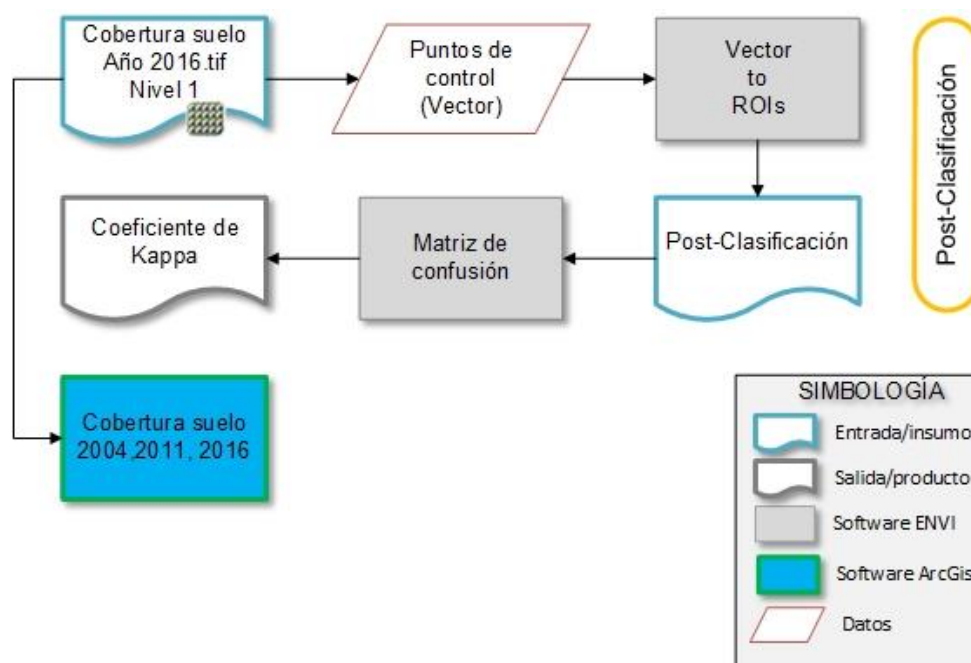 Cobertura suelo
Año 2016.tif
Nivel 1
Puntos de
control
(Vector)
Vector
to
ROIs
Post-Clasificación
Coeficiente de
Kappa
Matriz de
confusión
Post-Clasificación
Cobertura suelo
2004,2011, 2016
SIMBOLOGÍA
Entrada/insumo
Salida/producto
Software ENVI
Software ArcGis
Datos